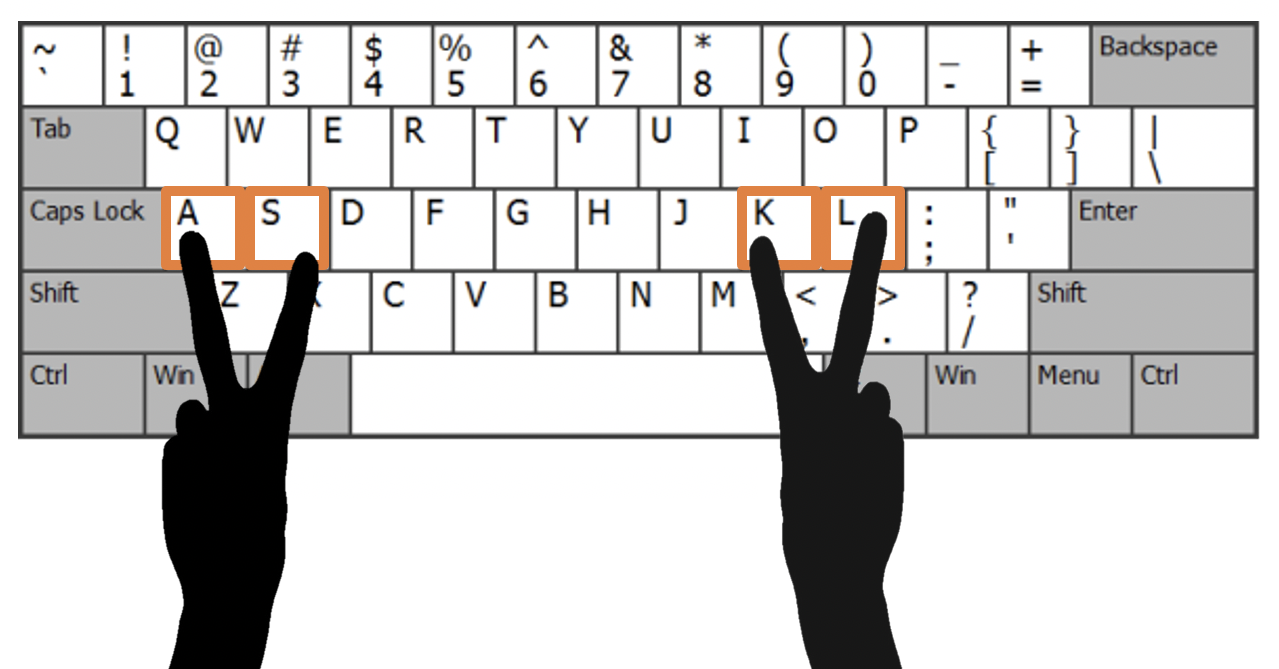 ~ ! @ # $ % ^ & * ( ) _ + Backspace
` 1 2 3 4 5 6 7 8 9 0 - =
Tab Q W E R T Y U I O P { } |
[ ] \
Caps Lock A S D F G H J K L : " Enter
; '
Shift Z C V B N M < > ? Shift
, . /
Ctrl Win Win Menu Ctrl